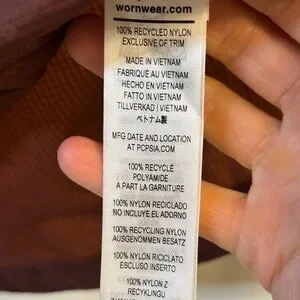 wornwear.com
100% RECYCLED NYLON
EXCLUSIVE OF TRIM
MADE IN VIETNAM
FABRIQUÉ AU VIETNAM
HECHO EN VIETNAM
FATTO IN VIETNAM
TILLVERKAD I VIETNAM
ベトナム製
MFG DATE AND LOCATION
AT PCPSIA.COM
100% RECYCLÉ
POLYAMIDE
A PART LA GARNITURE
100% NYLON RECICLADO
NO INCLUYE EL ADORNO
100% RECYCLING NYLON
AUSGENOMMEN BESATZ
100% NYLON RICICLATO
ESCLUSO INSERTO
100% NYLON Z
RECYKLINGU